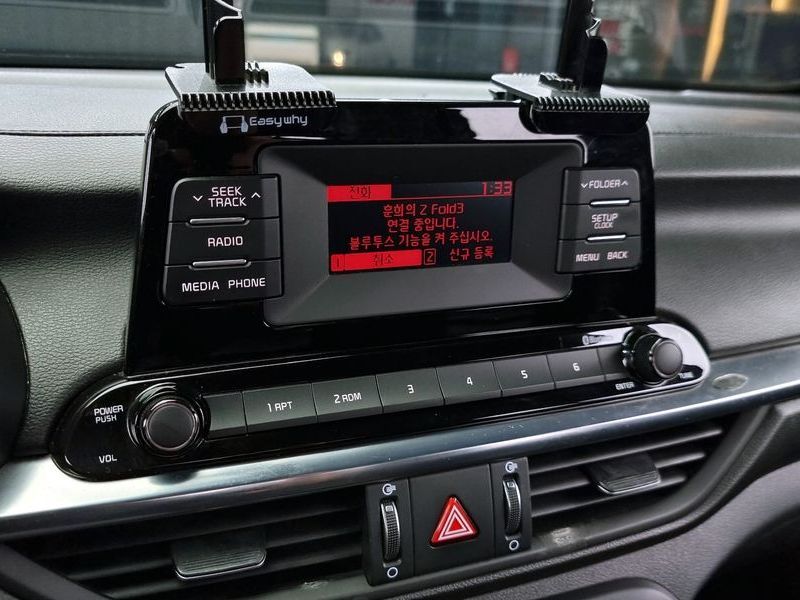 Easywhy
SEEK
TRACK
RADIO
MEDIA PHONE
전화 1:33
훈희의 Z Fold3
연결 중입니다.
블루투스 기능을 켜 주십시오.
1 취소 2 신규 등록
FOLDER
SETUP
CLOCK
MENU BACK
POWER
PUSH
VOL
1 RPT
2 RDM
3
4
5
6
ENTER
TUNE